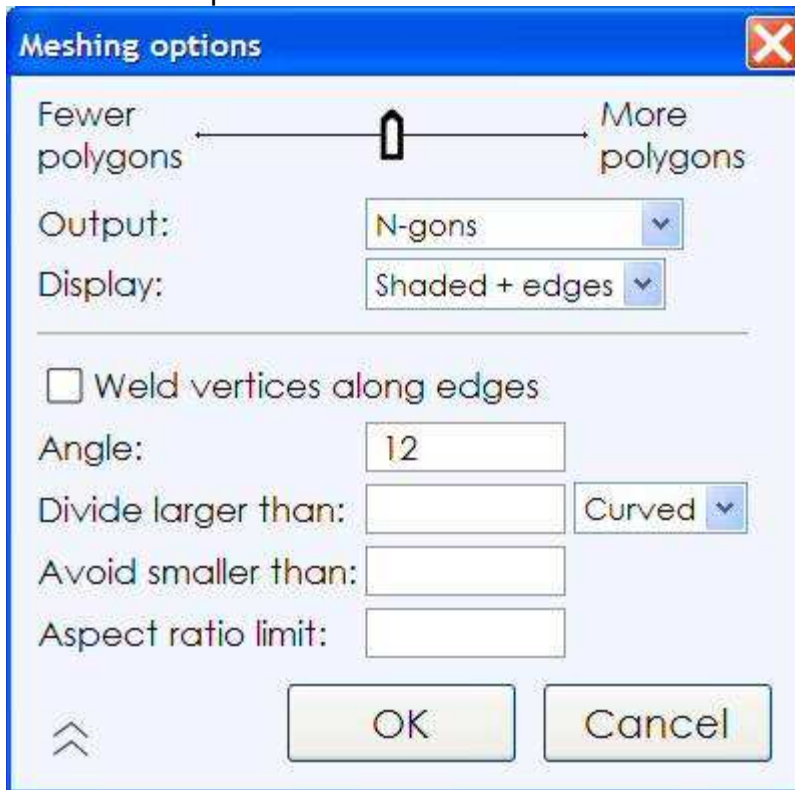 Meshing options
Fewer polygons
More polygons
Output: N-gons
Display: Shaded + edges
Weld vertices along edges
Angle: 12
Divide larger than: Curved
Avoid smaller than:
Aspect ratio limit:
OK Cancel